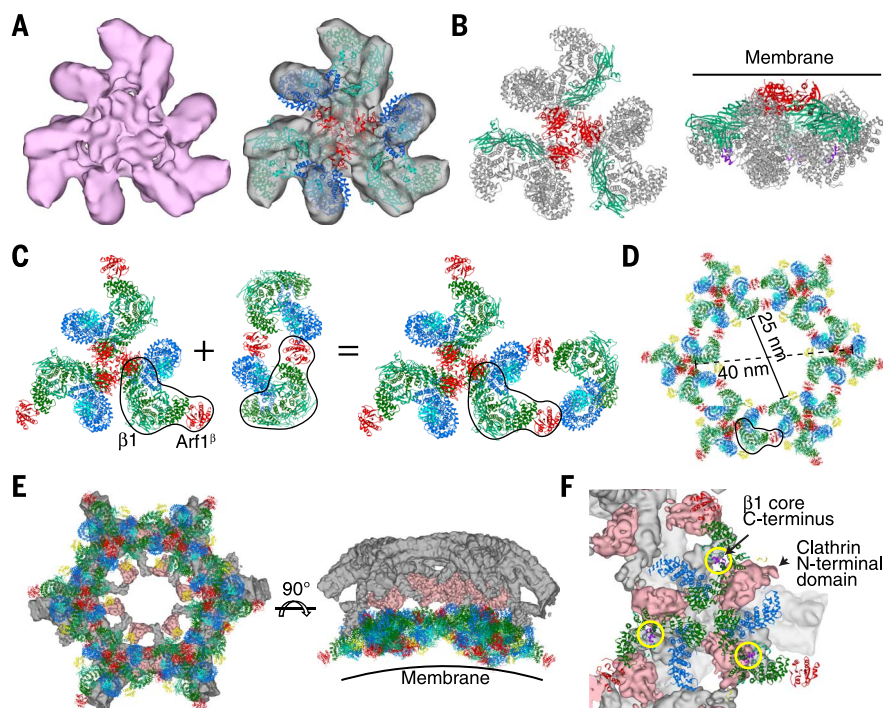 A
B
Membrane
C
+
=
β1
Arf1β
D
25 nm
40 nm
E
90°
Membrane
F
β1 core
C-terminus
Clathrin
N-terminal
domain